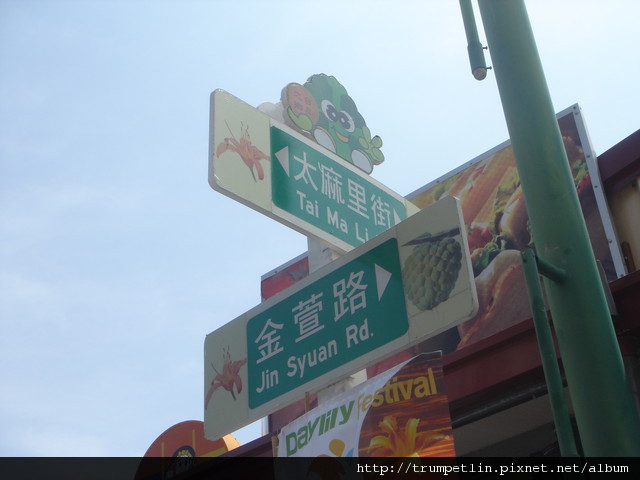 太麻里街
Tai Ma Li
金萱路
Jin Syuan Rd.
Daylily Festival
http://trumpetlin.pixnet.net/album